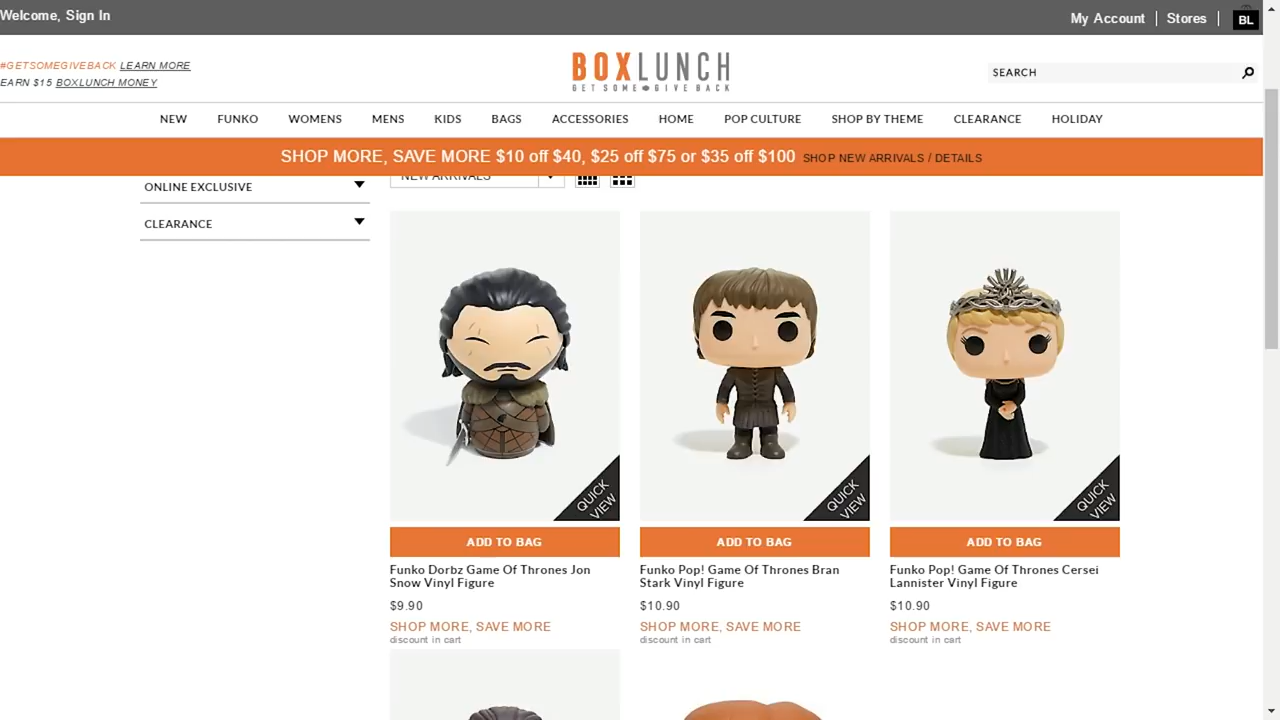 Welcome, Sign In
My Account
Stores
BL
#GETSOMEGIVEBACK LEARN MORE
EARN $15 BOXLUNCH MONEY
BOXLUNCH
GET SOME GIVE BACK
SEARCH
NEW FUNKO WOMENS MENS KIDS BAGS ACCESSORIES HOME POP CULTURE SHOP BY THEME CLEARANCE HOLIDAY
SHOP MORE, SAVE MORE $10 off $40, $25 off $75 or $35 off $100 SHOP NEW ARRIVALS / DETAILS
ONLINE EXCLUSIVE
CLEARANCE
NEW ARRIVALS
QUICK VIEW
QUICK VIEW
QUICK VIEW
ADD TO BAG
ADD TO BAG
ADD TO BAG
Funko Dorbz Game Of Thrones Jon
Snow Vinyl Figure
$9.90
SHOP MORE, SAVE MORE
discount in cart
Funko Pop! Game Of Thrones Bran
Stark Vinyl Figure
$10.90
SHOP MORE, SAVE MORE
discount in cart
Funko Pop! Game Of Thrones Cersei
Lannister Vinyl Figure
$10.90
SHOP MORE, SAVE MORE
discount in cart